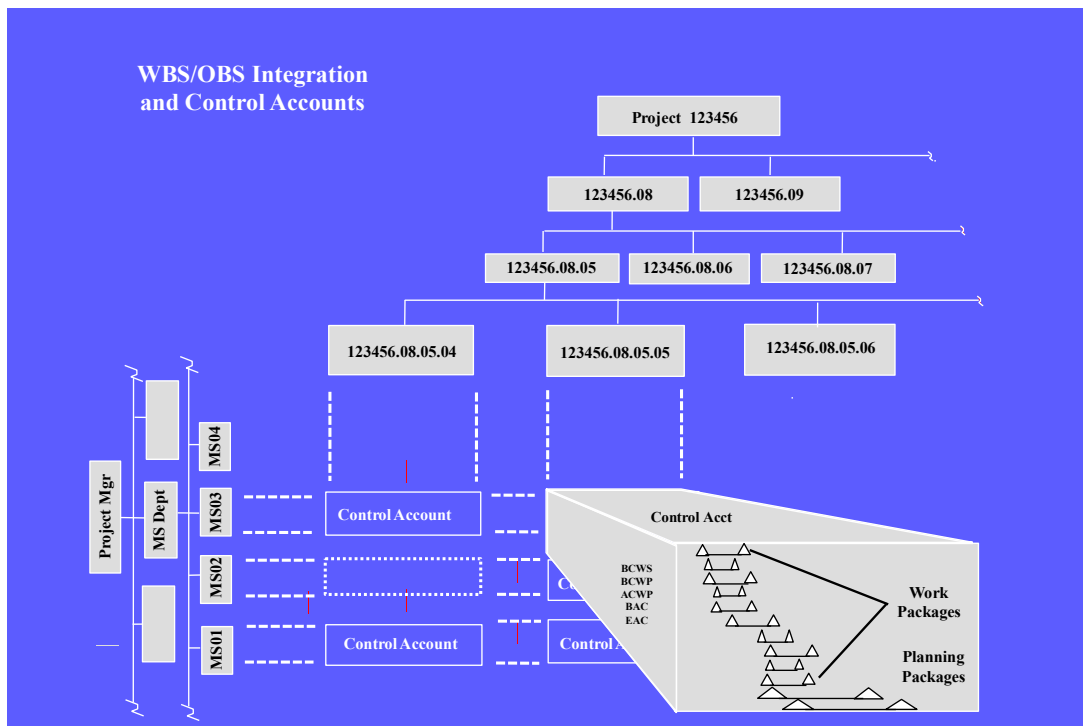 WBS/OBS Integration
and Control Accounts
Project 123456
123456.08
123456.09
123456.08.05
123456.08.06
123456.08.07
123456.08.05.04
123456.08.05.05
123456.08.05.06
Project Mgr
MS Dept
MS04
MS03
MS02
MS01
Control Account
Control Account
Co
Control A
Control Acct
BCWS
BCWP
ACWP
BAC
EAC
Work
Packages
Planning
Packages